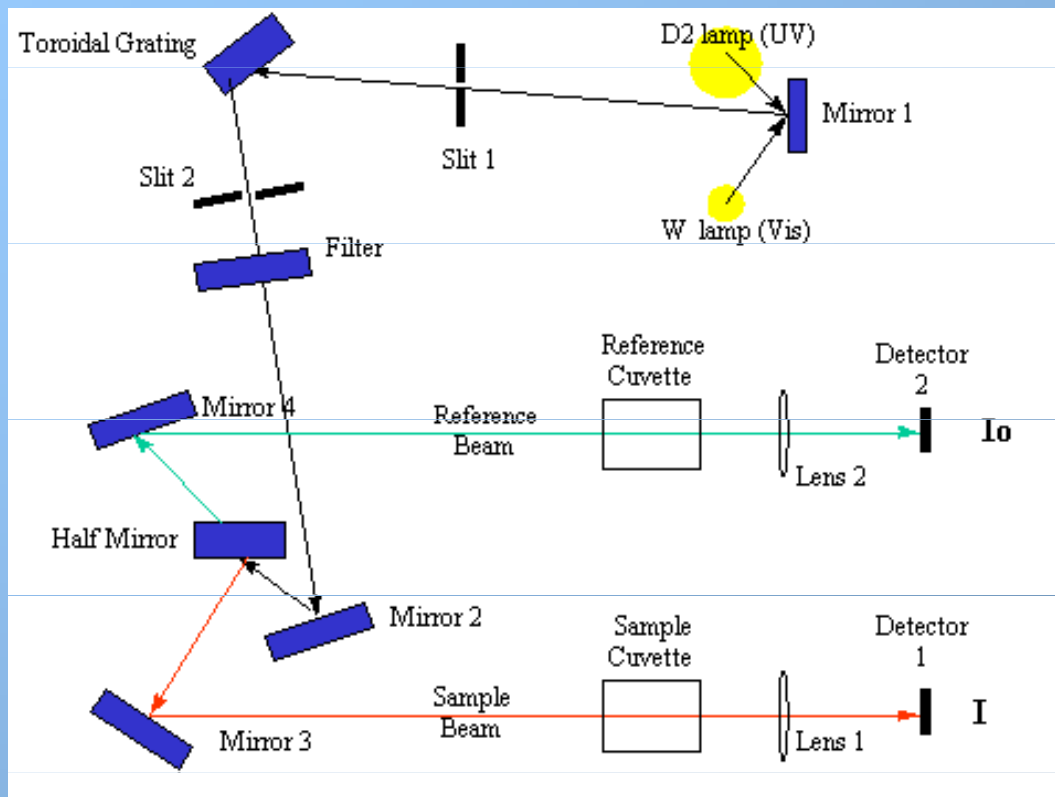 Toroidal Grating
D2 lamp (UV)
Mirror 1
Slit 1
Slit 2
W lamp (Vis)
Filter
Reference
Cuvette
Detector
2
Mirror 4
Reference
Beam
Io
Lens 2
Half Mirror
Mirror 2
Sample
Cuvette
Detector
1
Sample
Beam
I
Mirror 3
Lens 1